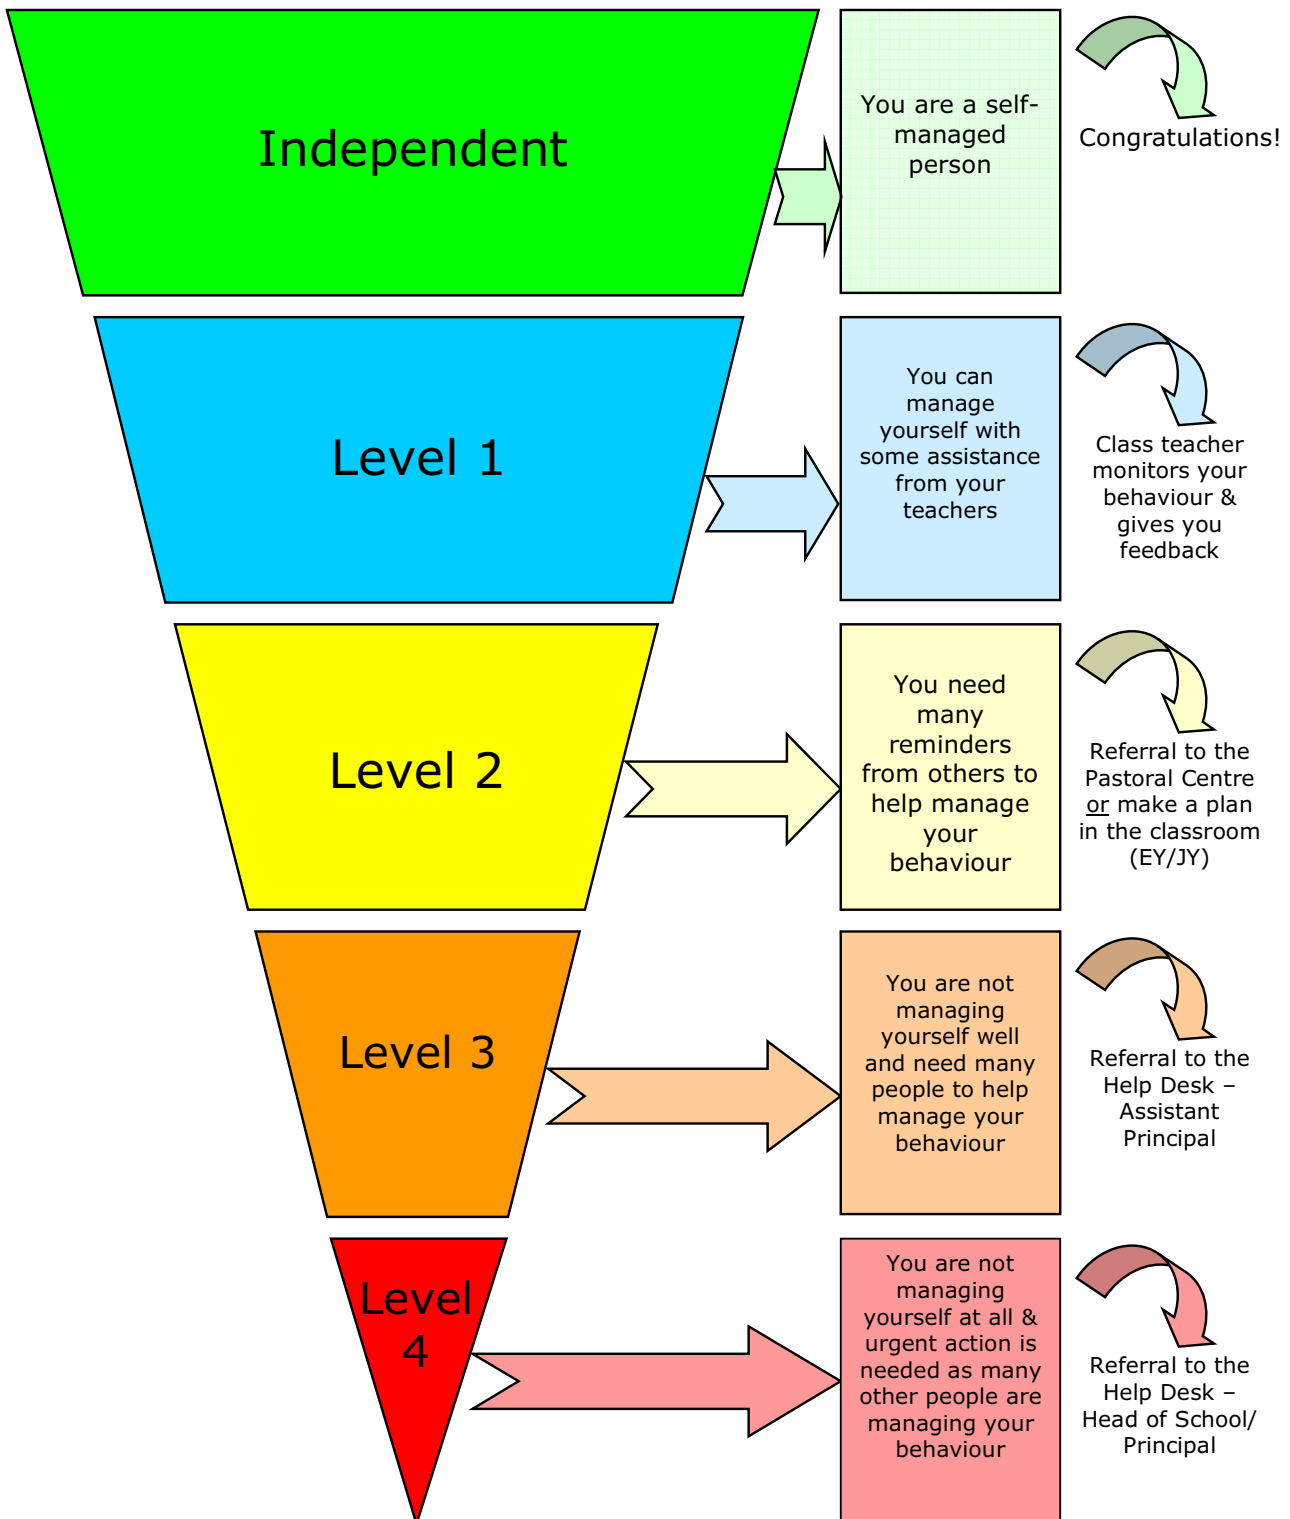 Independent
You are a self-
managed
person
Congratulations!
Level 1
You can
manage
yourself with
some assistance
from your
teachers
Class teacher
monitors your
behaviour &
gives you
feedback
Level 2
You need
many
reminders
from others to
help manage
your
behaviour
Referral to the
Pastoral Centre
or make a plan
in the classroom
(EY/JY)
Level 3
You are not
managing
yourself well
and need many
people to help
manage your
behaviour
Referral to the
Help Desk –
Assistant
Principal
Level
4
You are not
managing
yourself at all &
urgent action is
needed as many
other people are
managing your
behaviour
Referral to the
Help Desk –
Head of School/
Principal